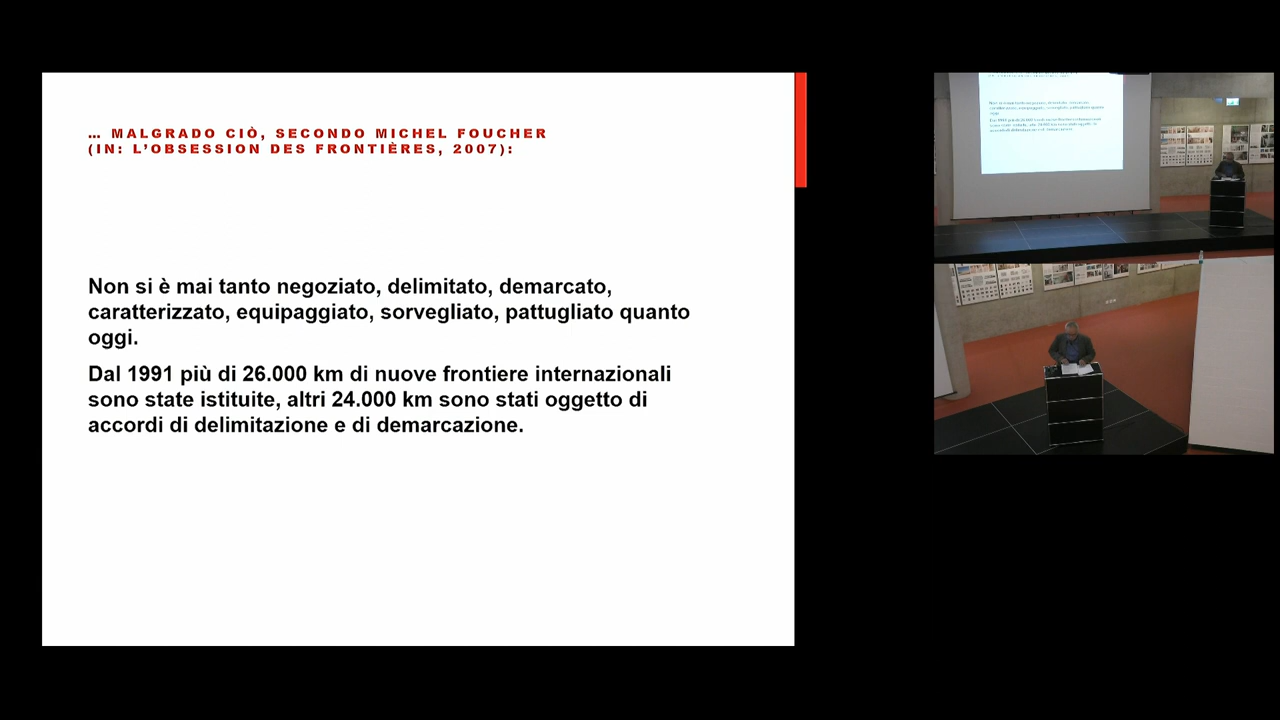 … MALGRADO CIÒ, SECONDO MICHEL FOUCHER
(IN: L’OBSESSION DES FRONTIÈRES, 2007):
Non si è mai tanto negoziato, delimitato, demarcato,
caratterizzato, equipaggiato, sorvegliato, pattugliato quanto
oggi.
Dal 1991 più di 26.000 km di nuove frontiere internazionali
sono state istituite, altri 24.000 km sono stati oggetto di
accordi di delimitazione e di demarcazione.